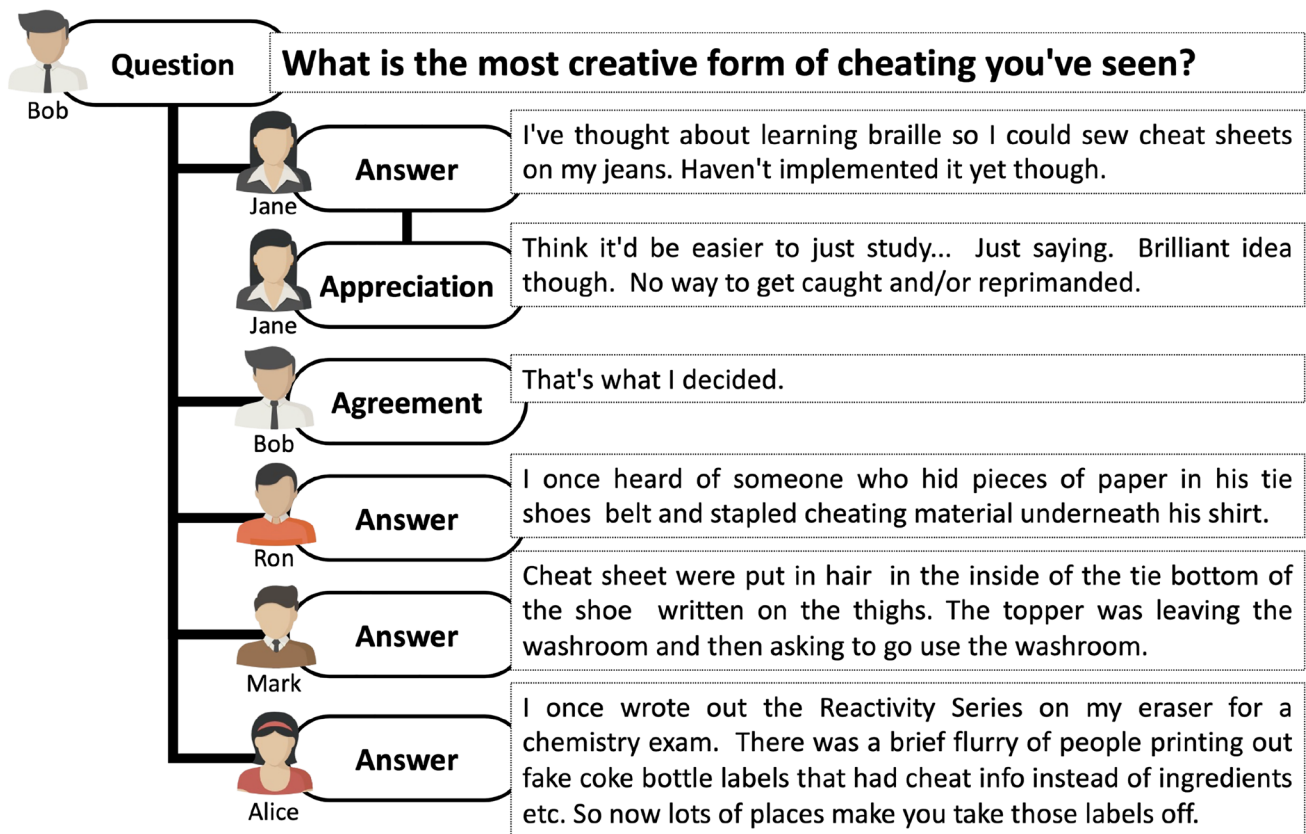 Question
What is the most creative form of cheating you've seen?
Bob
Answer
I've thought about learning braille so I could sew cheat sheets
on my jeans. Haven't implemented it yet though.
Jane
Appreciation
Think it'd be easier to just study... Just saying. Brilliant idea
though. No way to get caught and/or reprimanded.
Jane
Agreement
That's what I decided.
Bob
Answer
I once heard of someone who hid pieces of paper in his tie
shoes belt and stapled cheating material underneath his shirt.
Ron
Answer
Cheat sheet were put in hair in the inside of the tie bottom of
the shoe written on the thighs. The topper was leaving the
washroom and then asking to go use the washroom.
Mark
Answer
I once wrote out the Reactivity Series on my eraser for a
chemistry exam. There was a brief flurry of people printing out
fake coke bottle labels that had cheat info instead of ingredients
etc. So now lots of places make you take those labels off.
Alice